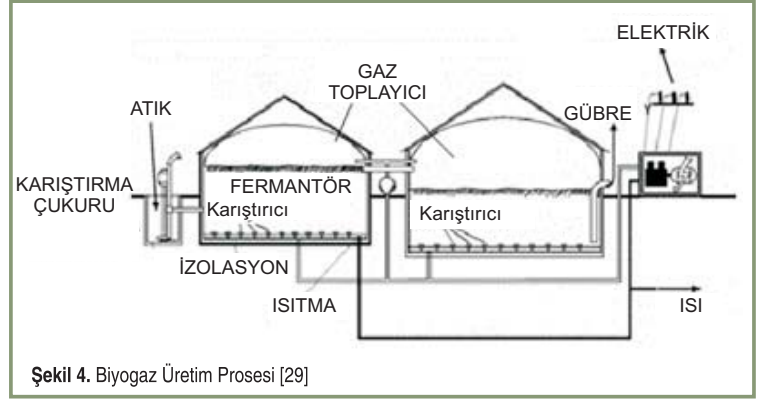 ELEKTRİK
GAZ
TOPLAYICI
ATIK
GÜBRE
KARIŞTIRMA
ÇUKURU
FERMANTÖR
Karıştırıcı
Karıştırıcı
İZOLASYON
ISITMA
ISI
Şekil 4. Biyogaz Üretim Prosesi [29]